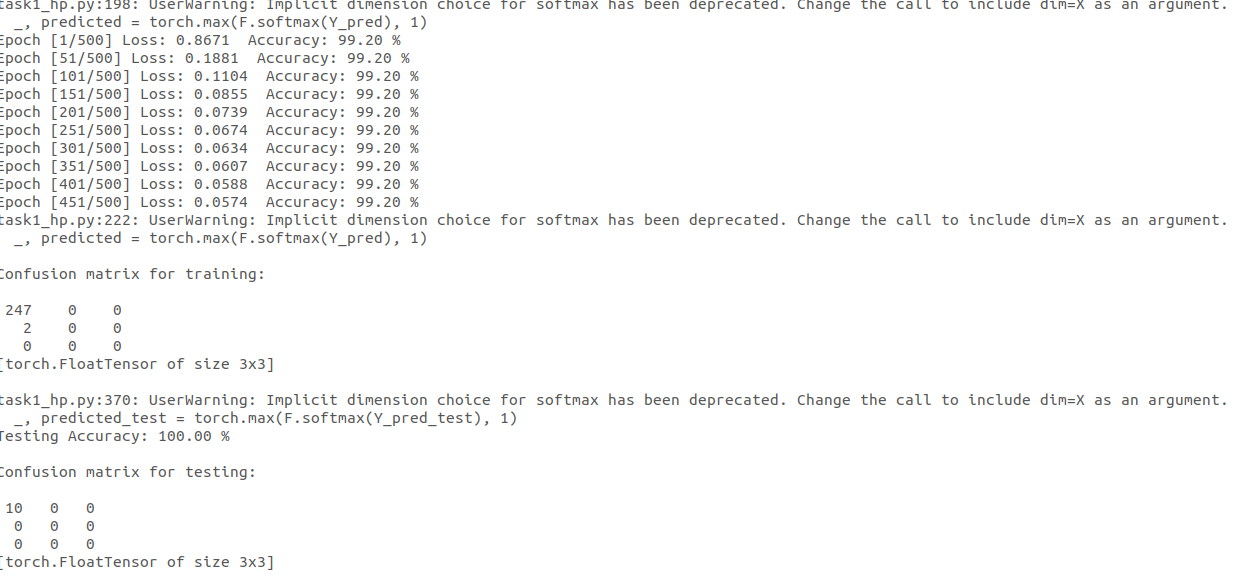 task1_hp.py:198: UserWarning: Implicit dimension choice for softmax has been deprecated. Change the call to include dim=X as an argument.
  _, predicted = torch.max(F.softmax(Y_pred), 1)
Epoch [1/500] Loss: 0.8671  Accuracy: 99.20 %
Epoch [51/500] Loss: 0.1881  Accuracy: 99.20 %
Epoch [101/500] Loss: 0.1104  Accuracy: 99.20 %
Epoch [151/500] Loss: 0.0855  Accuracy: 99.20 %
Epoch [201/500] Loss: 0.0739  Accuracy: 99.20 %
Epoch [251/500] Loss: 0.0674  Accuracy: 99.20 %
Epoch [301/500] Loss: 0.0634  Accuracy: 99.20 %
Epoch [351/500] Loss: 0.0607  Accuracy: 99.20 %
Epoch [401/500] Loss: 0.0588  Accuracy: 99.20 %
Epoch [451/500] Loss: 0.0574  Accuracy: 99.20 %
task1_hp.py:222: UserWarning: Implicit dimension choice for softmax has been deprecated. Change the call to include dim=X as an argument.
  _, predicted = torch.max(F.softmax(Y_pred), 1)
Confusion matrix for training:
 247    0    0
   2    0    0
   0    0    0
[torch.FloatTensor of size 3x3]
task1_hp.py:370: UserWarning: Implicit dimension choice for softmax has been deprecated. Change the call to include dim=X as an argument.
  _, predicted_test = torch.max(F.softmax(Y_pred_test), 1)
Testing Accuracy: 100.00 %
Confusion matrix for testing:
 10   0   0
  0   0   0
  0   0   0
[torch.FloatTensor of size 3x3]